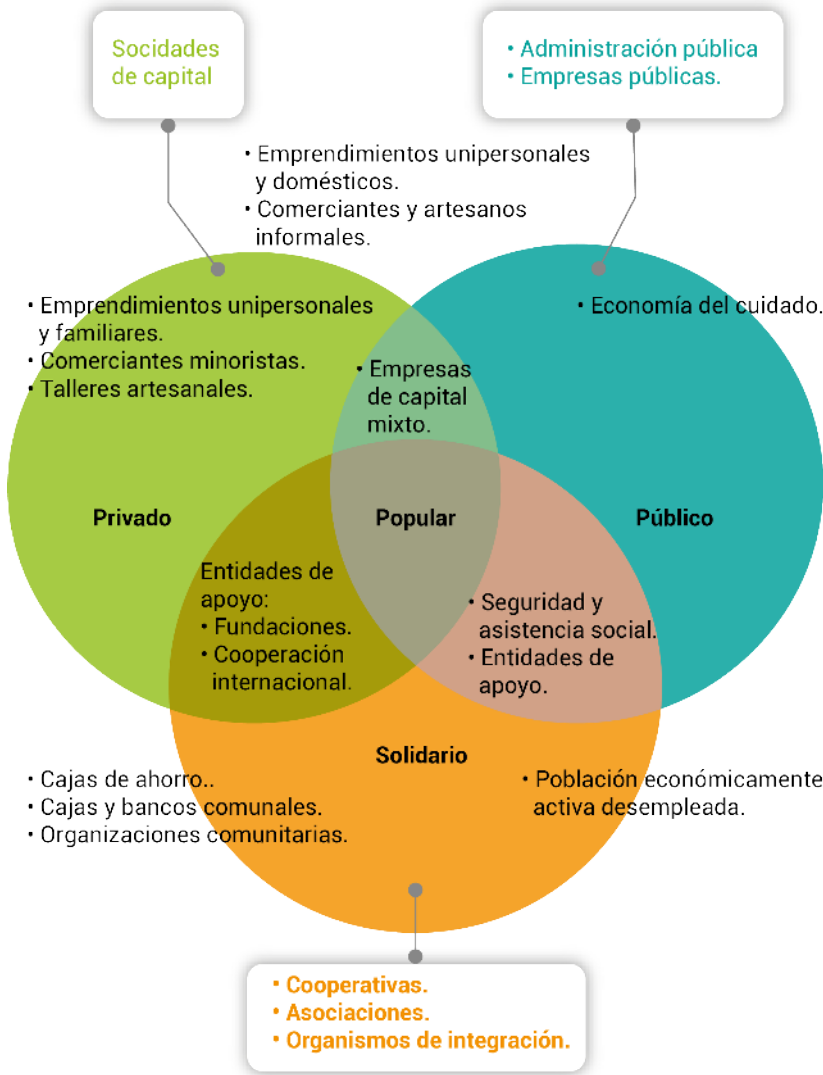 Socidades
de capital
• Administración pública
• Empresas públicas.
• Emprendimientos unipersonales
y domésticos.
• Comerciantes y artesanos
informales.
• Emprendimientos unipersonales
y familiares.
• Comerciantes minoristas.
• Talleres artesanales.
• Economía del cuidado.
• Empresas
de capital
mixto.
Privado
Popular
Público
Entidades de
apoyo:
• Fundaciones.
• Cooperación
internacional.
• Seguridad y
asistencia social.
• Entidades de
apoyo.
Solidario
• Cajas de ahorro..
• Cajas y bancos comunales.
• Organizaciones comunitarias.
• Población económicamente
activa desempleada.
• Cooperativas.
• Asociaciones.
• Organismos de integración.